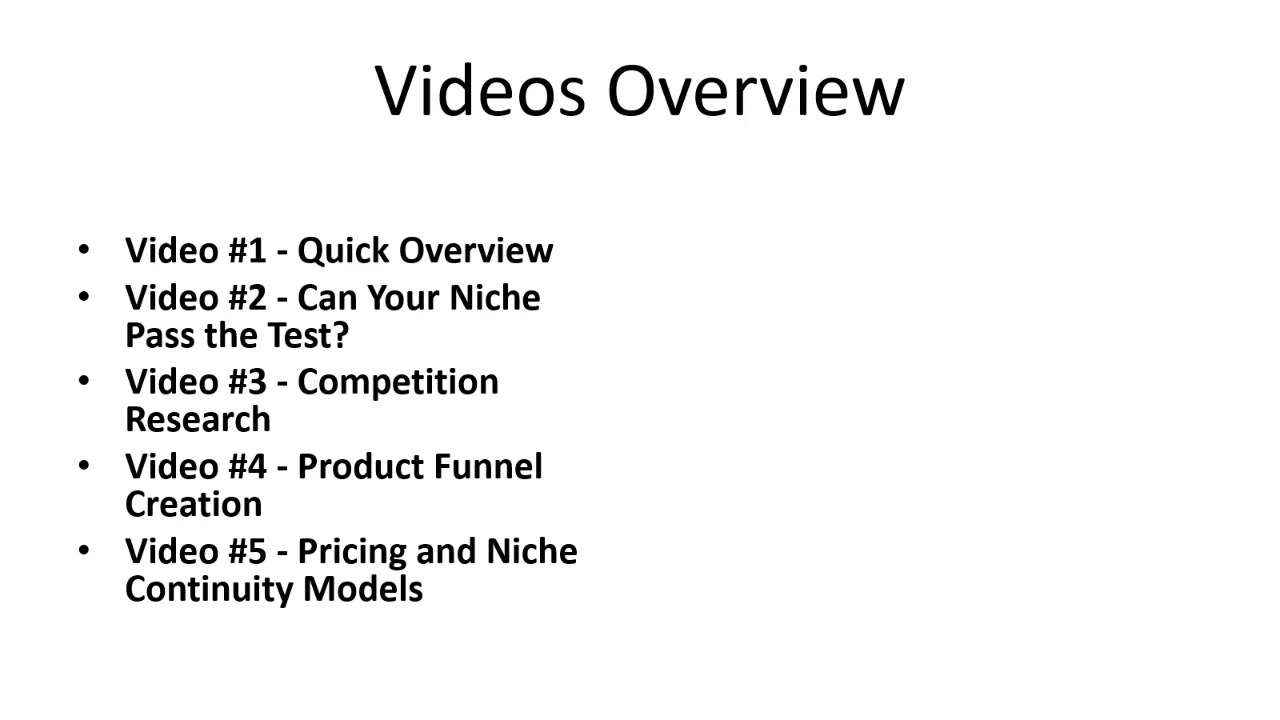 Videos Overview
• Video #1 - Quick Overview
• Video #2 - Can Your Niche
Pass the Test?
• Video #3 - Competition
Research
• Video #4 - Product Funnel
Creation
• Video #5 - Pricing and Niche
Continuity Models